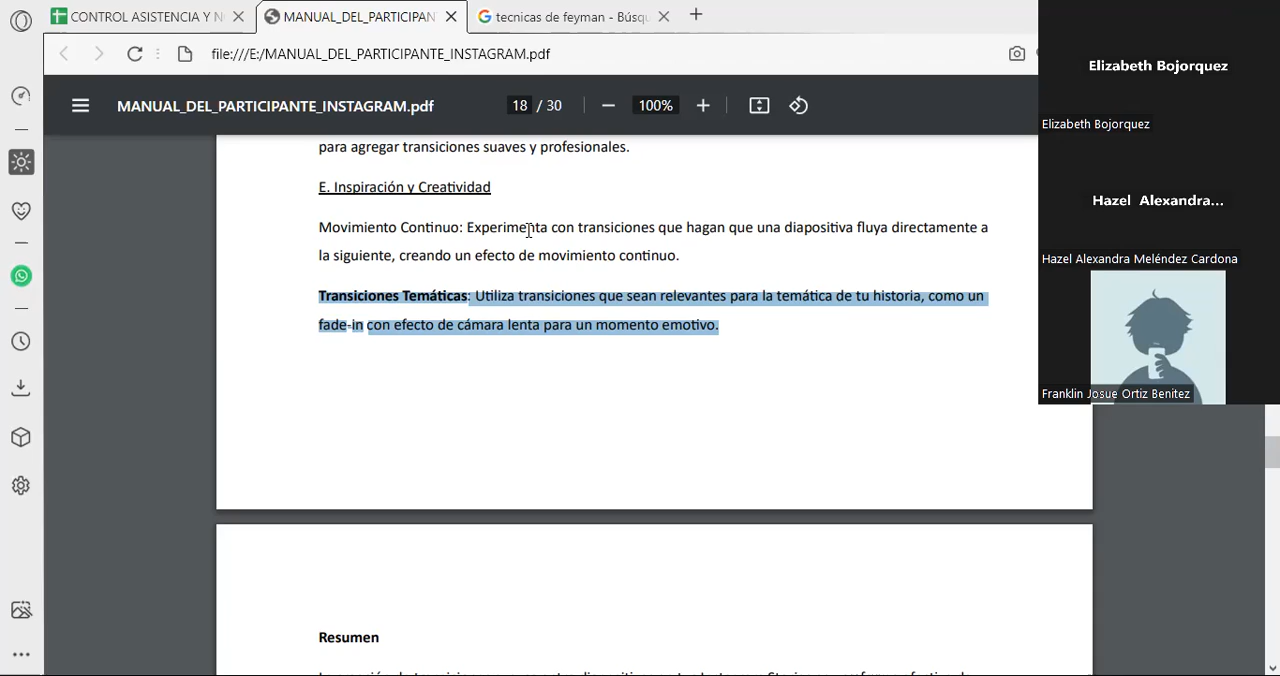 CONTROL ASISTENCIA Y N
MANUAL_DEL_PARTICIPAN
tecnicas de feyman - Búsqu
file:///E:/MANUAL_DEL_PARTICIPANTE_INSTAGRAM.pdf
MANUAL_DEL_PARTICIPANTE_INSTAGRAM.pdf
18 / 30
100%
para agregar transiciones suaves y profesionales.
E. Inspiración y Creatividad
Movimiento Continuo: Experimenta con transiciones que hagan que una diapositiva fluya directamente a
la siguiente, creando un efecto de movimiento continuo.
Transiciones Temáticas: Utiliza transiciones que sean relevantes para la temática de tu historia, como un
fade-in con efecto de cámara lenta para un momento emotivo.
Resumen
Elizabeth Bojorquez
Elizabeth Bojorquez
Hazel Alexandra...
Hazel Alexandra Meléndez Cardona
Franklin Josue Ortiz Benitez